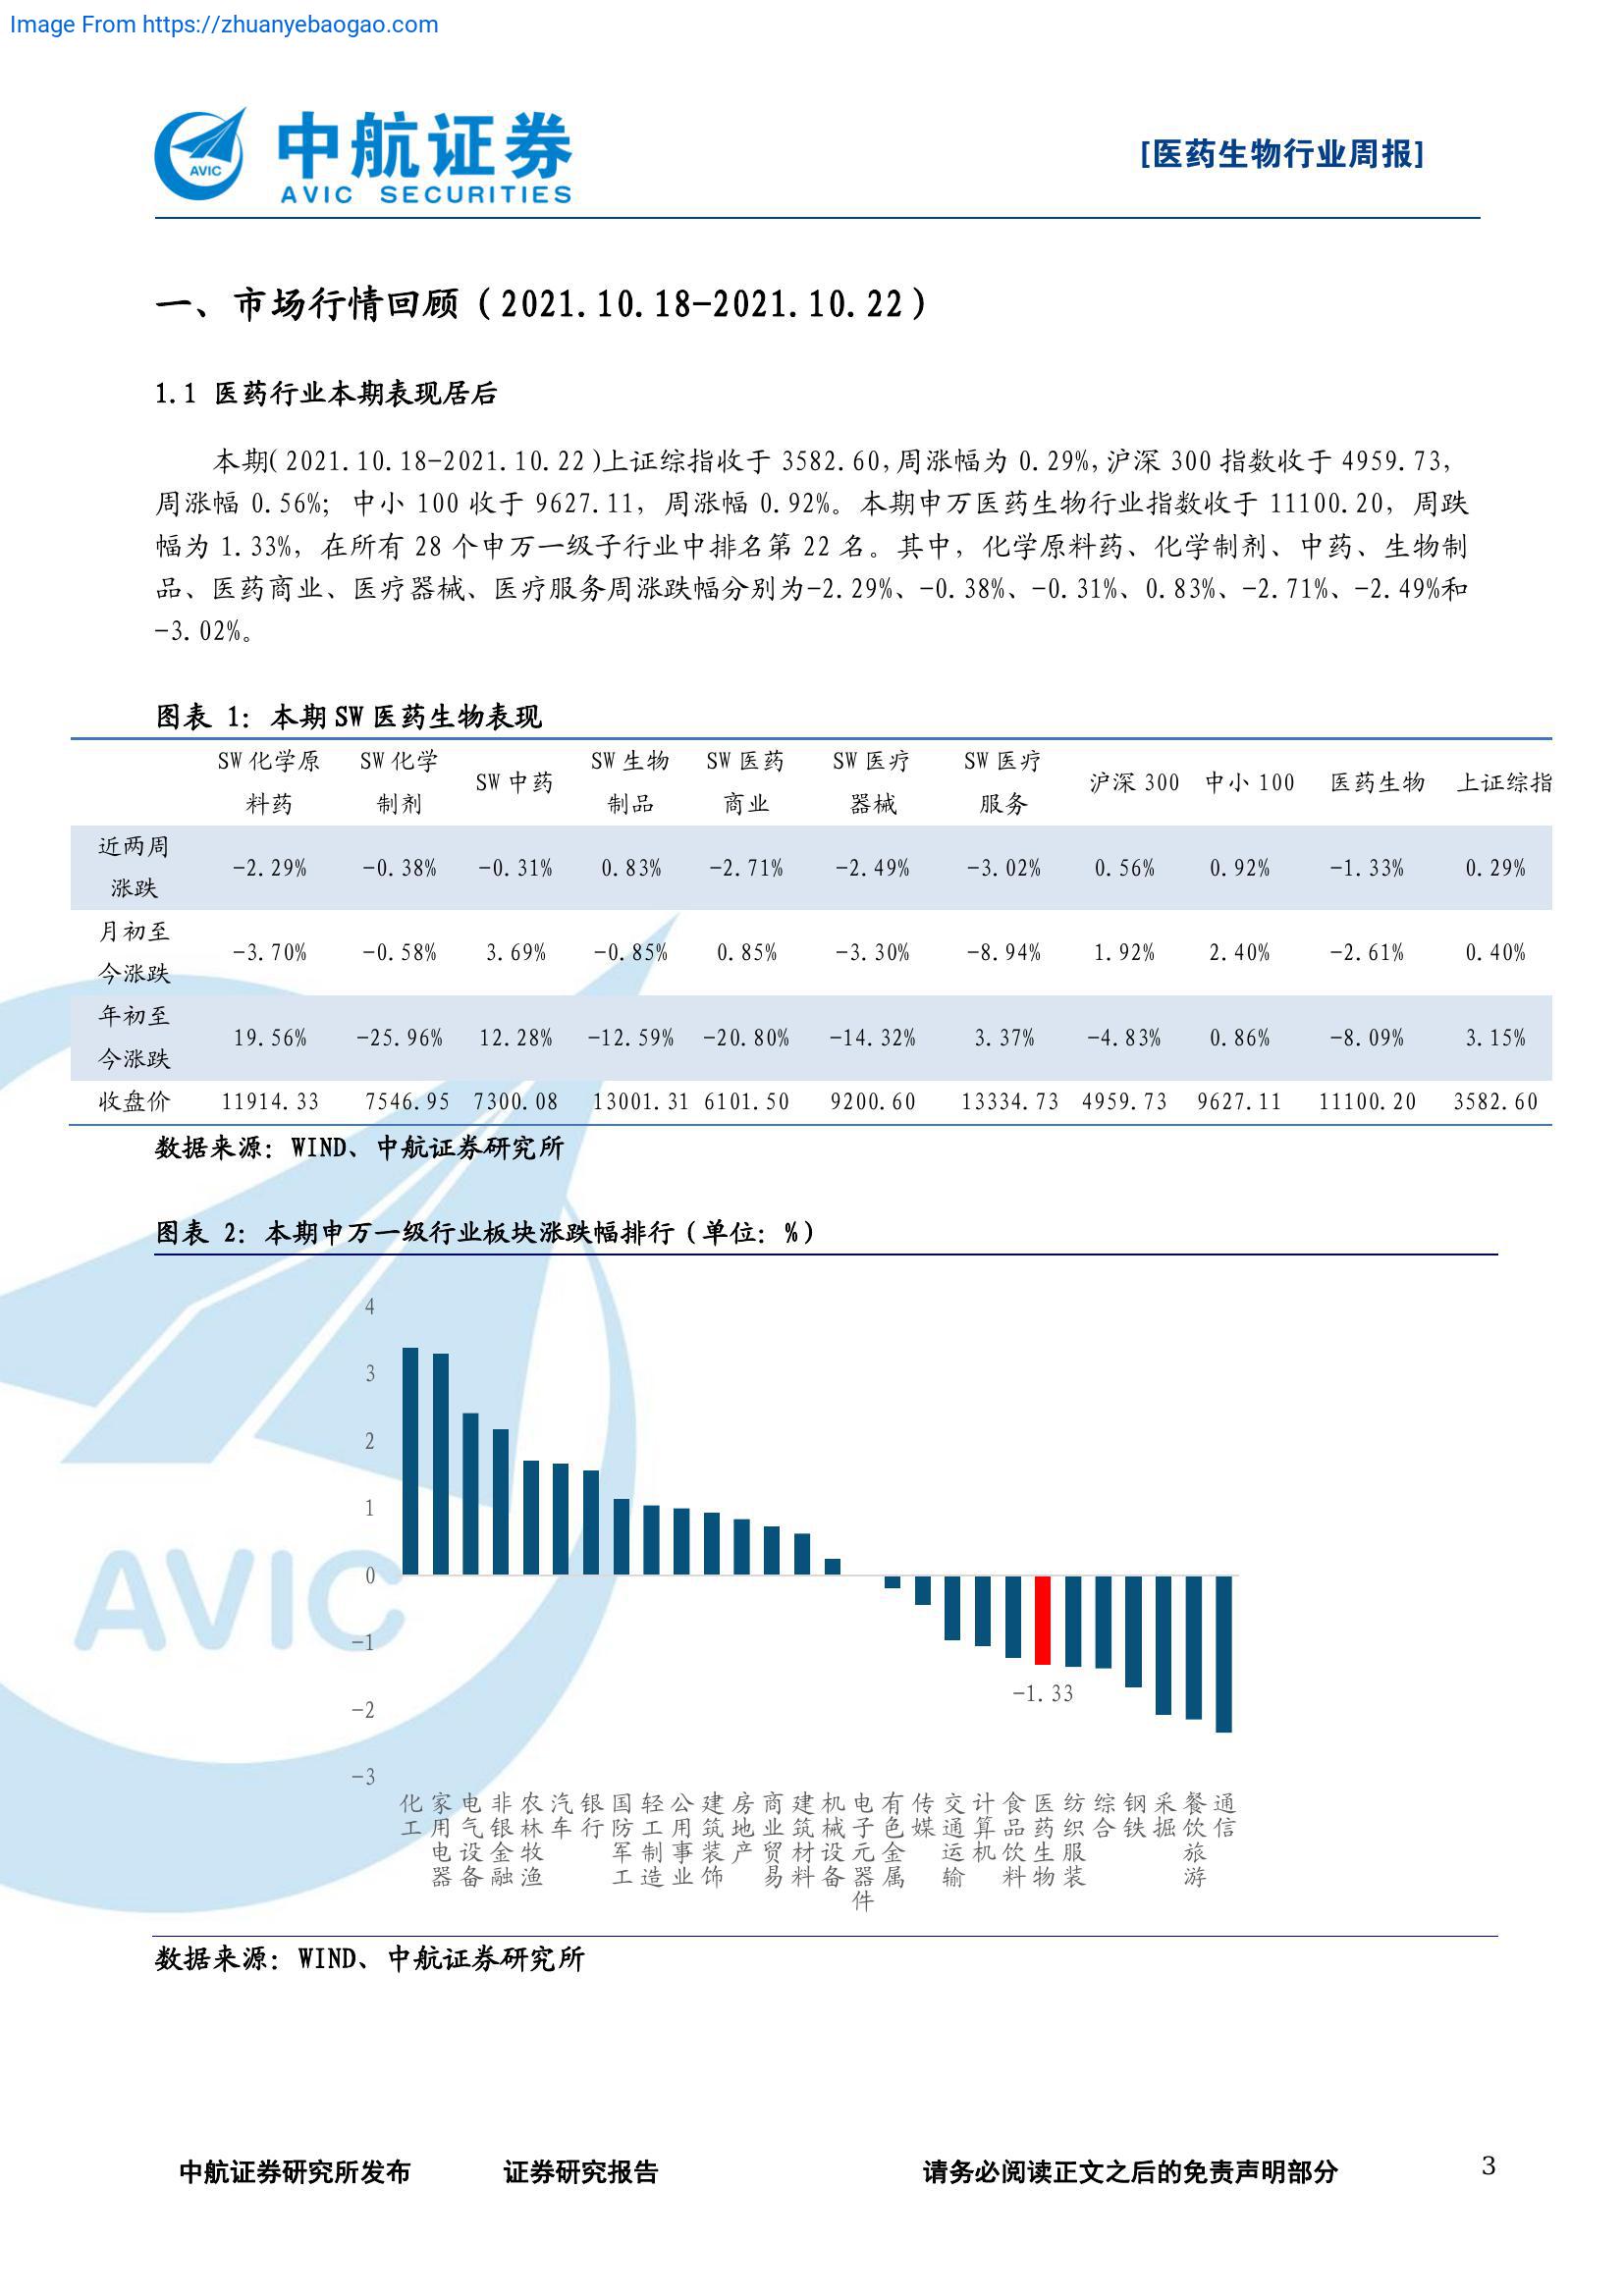 Image From https://zhuanyebaogao.com
中航证券
AVIC SECURITIES
AVIC
[医药生物行业周报]
一、市场行情回顾（2021.10.18-2021.10.22）
1.1 医药行业本期表现居后
本期(2021.10.18-2021.10.22)上证综指收于 3582.60,周涨幅为 0.29%,沪深 300 指数收于 4959.73,
周涨幅 0.56%; 中小 100 收于 9627.11, 周涨幅 0.92%。本期申万医药生物行业指数收于 11100.20, 周跌
幅为 1.33%, 在所有 28 个申万一级子行业中排名第 22 名。其中, 化学原料药、化学制剂、中药、生物制
品、医药商业、医疗器械、医疗服务周涨跌幅分别为-2.29%、-0.38%、-0.31%、0.83%、-2.71%、-2.49%和
-3.02%。
图表 1: 本期 SW 医药生物表现
SW 化学原料药 SW 化学制剂 SW 中药 SW 生物制品 SW 医药商业 SW 医疗器械 SW 医疗服务 沪深 300 中小 100 医药生物 上证综指
近两周涨跌 -2.29% -0.38% -0.31% 0.83% -2.71% -2.49% -3.02% 0.56% 0.92% -1.33% 0.29%
月初至今涨跌 -3.70% -0.58% 3.69% -0.85% 0.85% -3.30% -8.94% 1.92% 2.40% -2.61% 0.40%
年初至今涨跌 19.56% -25.96% 12.28% -12.59% -20.80% -14.32% 3.37% -4.83% 0.86% -8.09% 3.15%
收盘价 11914.33 7546.95 7300.08 13001.31 6101.50 9200.60 13334.73 4959.73 9627.11 11100.20 3582.60
数据来源: WIND、中航证券研究所
图表 2: 本期申万一级行业板块涨跌幅排行（单位: %）
4
3
2
1
0
-1
-2
-3
-1.33
化工 家用电器 电气设备 非银金融 农林牧渔 汽车 银行 国防军工 轻工制造 公用事业 建筑装饰 房地产 商业贸易 建筑材料 机械设备 电子元器件 有色金属 传媒 交通运输 计算机 食品饮料 医药生物 纺织服装 综合 钢铁 采掘 餐饮旅游 通信
AVIC
数据来源: WIND、中航证券研究所
中航证券研究所发布 证券研究报告 请务必阅读正文之后的免责声明部分 3